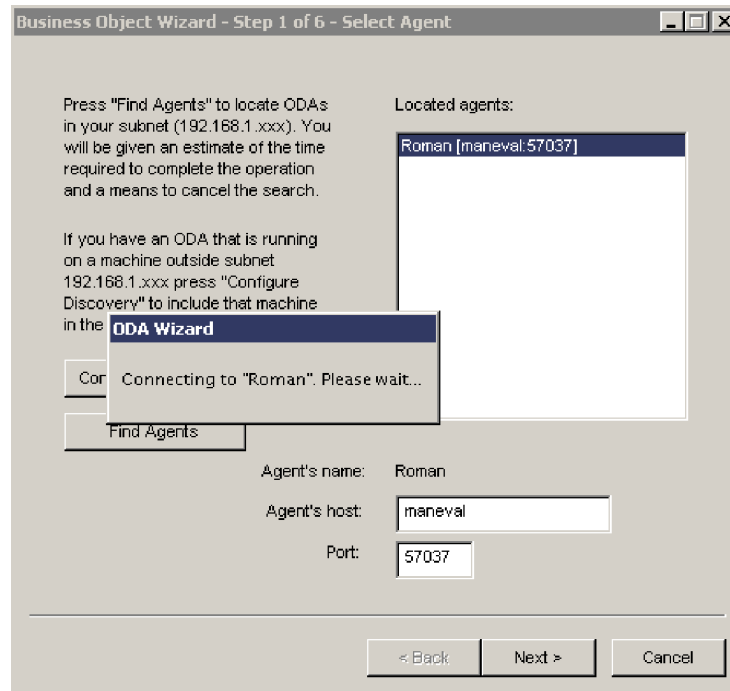 Business Object Wizard - Step 1 of 6 - Select Agent
Press "Find Agents" to locate ODAs
in your subnet (192.168.1.xxx). You
will be given an estimate of the time
required to complete the operation
and a means to cancel the search.
If you have an ODA that is running
on a machine outside subnet
192.168.1.xxx press "Configure
Discovery" to include that machine
in the
Located agents:
Roman [maneval:57037]
ODA Wizard
Connecting to "Roman". Please wait...
Con
Find Agents
Agent's name: Roman
Agent's host: maneval
Port: 57037
< Back
Next >
Cancel